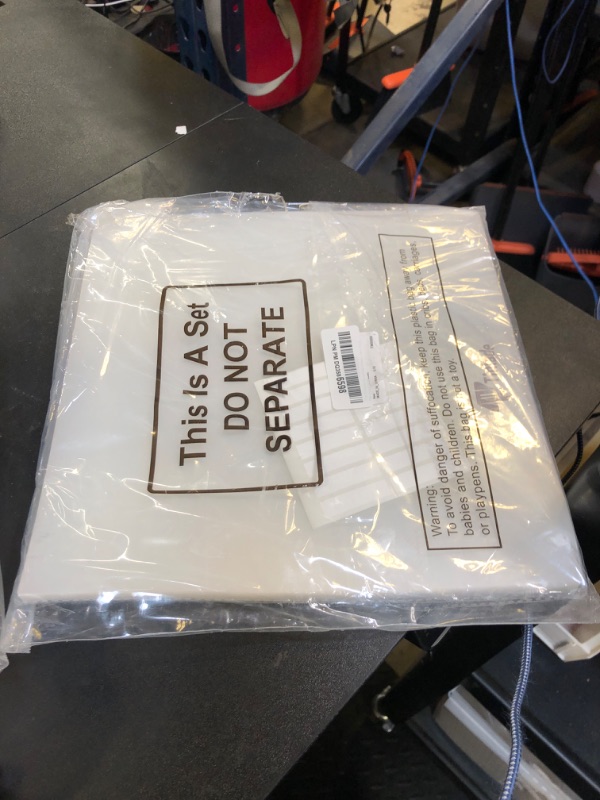 This Is A Set
DO NOT
SEPARATE
Warning:
To avoid danger of suffocation, keep this plastic bag away from
babies and children. Do not use this bag in cribs, beds, carriages
or playpens. This bag is not a toy.